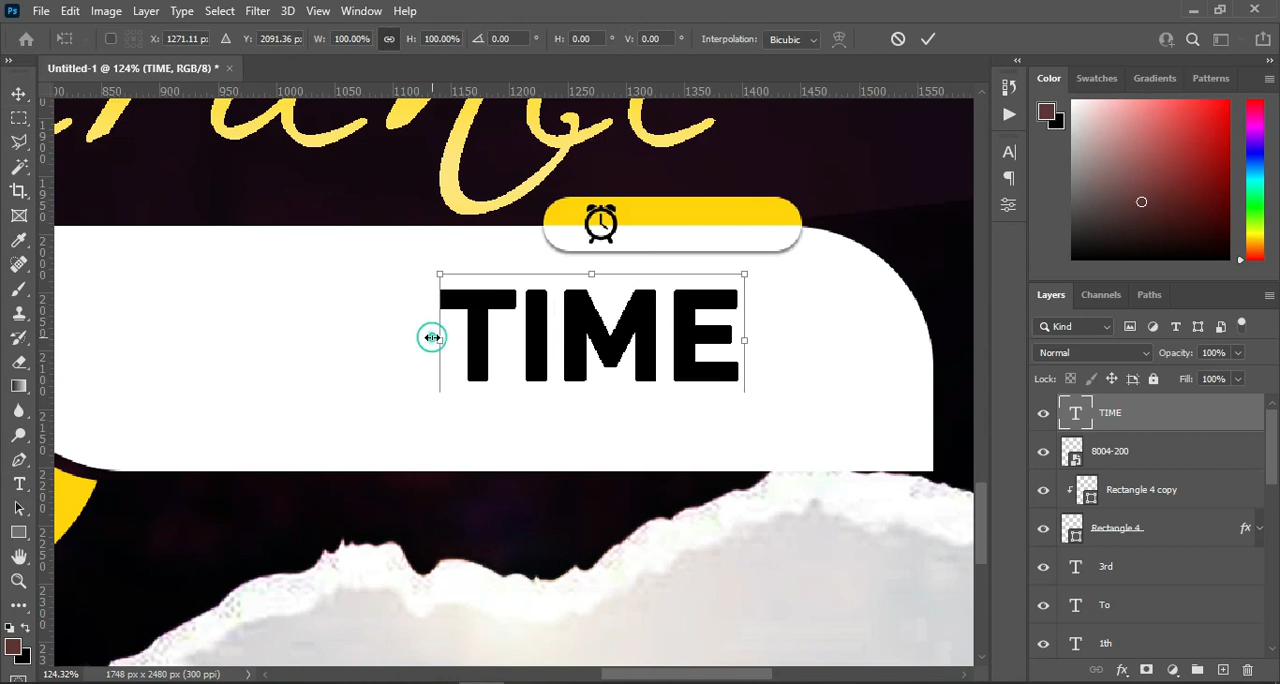 Ps File Edit Image Layer Type Select Filter 3D View Window Help
X: 1271.11 p: Y: 2091.36 p: W: 100.00% H: 100.00% 0.00 ° H: 0.00 ° V: 0.00 ° Interpolation: Bicubic
Untitled-1 @ 124% (TIME, RGB/8) * ×
00 850 900 950 1000 1050 1100 1150 1200 1250 1300 1350 1400 1450 1500 1550
TIME
Color Swatches Gradients Patterns
Layers Channels Paths
Kind
Normal Opacity: 100%
Lock: Fill: 100%
T TIME
8004-200
Rectangle 4 copy
Rectangle 4 fx
T 3rd
T To
T 1th
124.32% 1748 px x 2480 px (300 ppi)